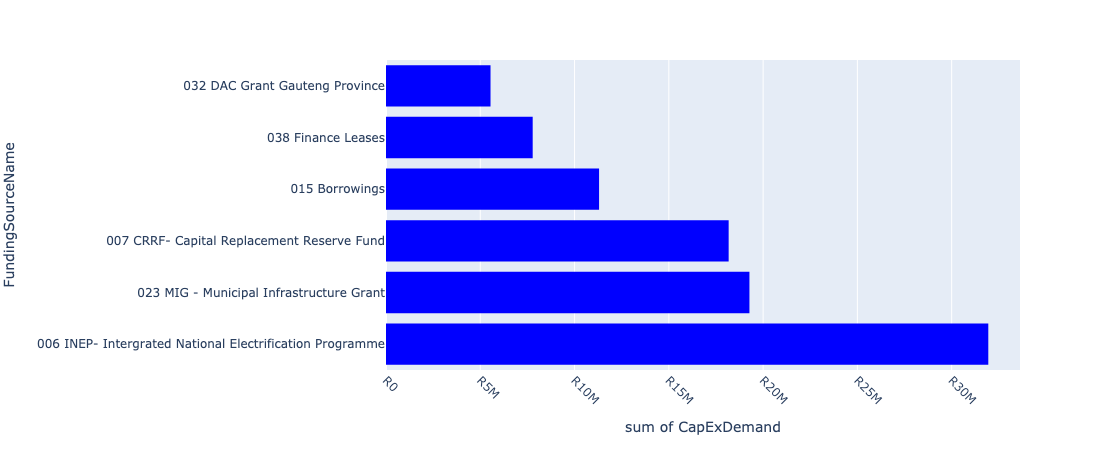 032 DAC Grant Gauteng Province
038 Finance Leases
015 Borrowings
007 CRRF- Capital Replacement Reserve Fund
023 MIG - Municipal Infrastructure Grant
006 INEP- Intergrated National Electrification Programme
FundingSourceName
R0
R5M
R10M
R15M
R20M
R25M
R30M
sum of CapExDemand